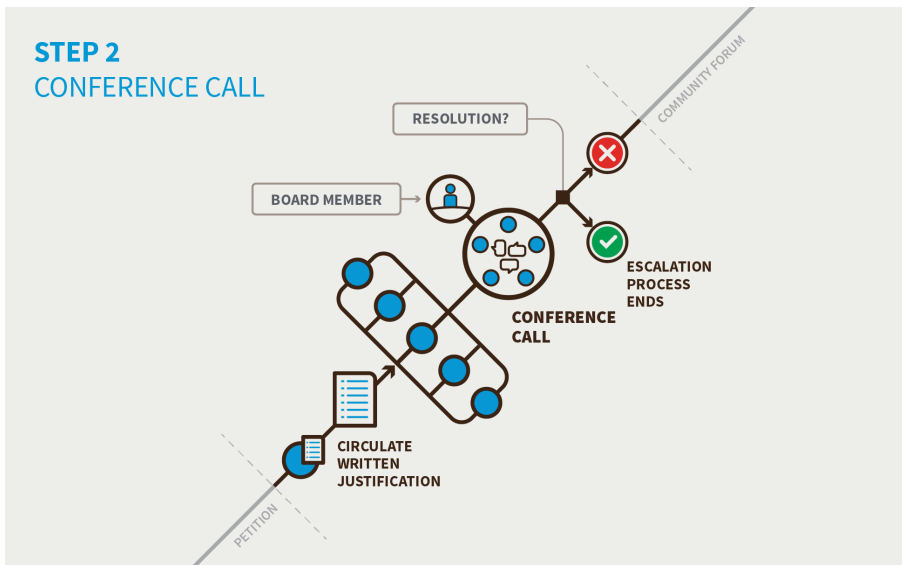 STEP 2
CONFERENCE CALL
COMMUNITY FORUM
RESOLUTION?
BOARD MEMBER
ESCALATION
PROCESS
ENDS
CONFERENCE
CALL
CIRCULATE
WRITTEN
JUSTIFICATION
PETITION